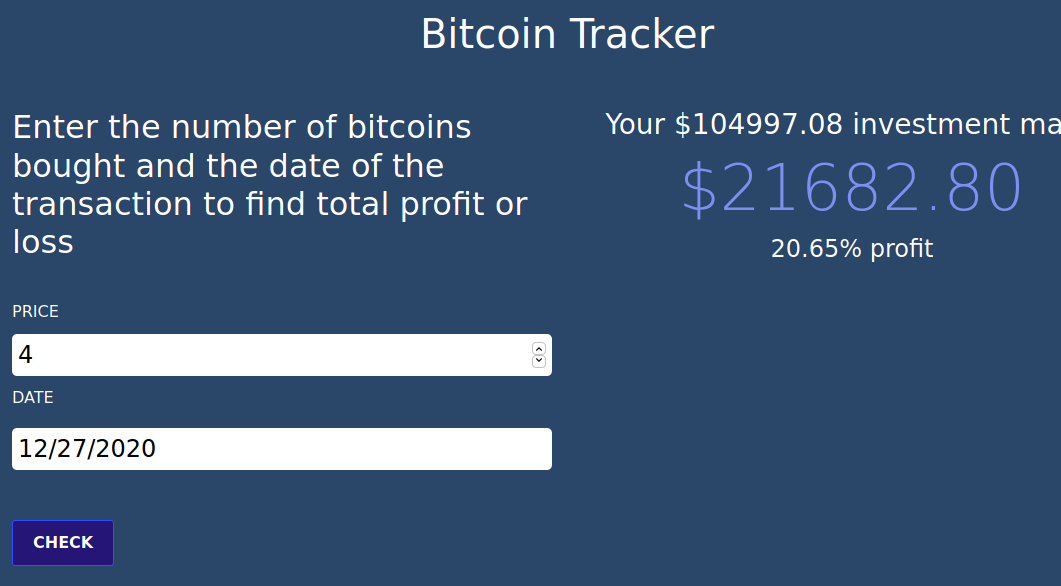 Bitcoin Tracker
Enter the number of bitcoins
bought and the date of the
transaction to find total profit or
loss
PRICE
4
DATE
12/27/2020
CHECK
Your $104997.08 investment ma
$21682.80
20.65% profit